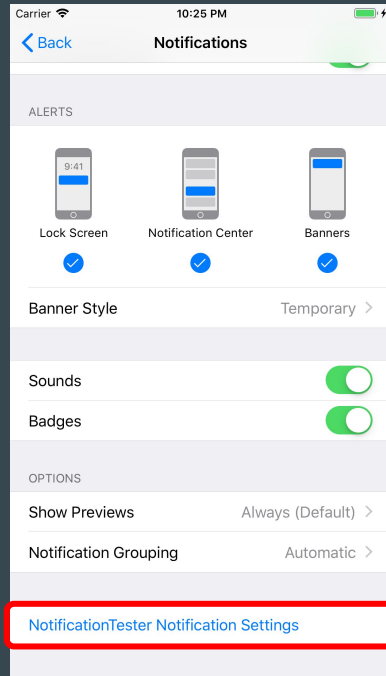 Carrier 10:25 PM
Back Notifications
ALERTS
9:41
Lock Screen Notification Center Banners
Banner Style Temporary
Sounds
Badges
OPTIONS
Show Previews Always (Default)
Notification Grouping Automatic
NotificationTester Notification Settings